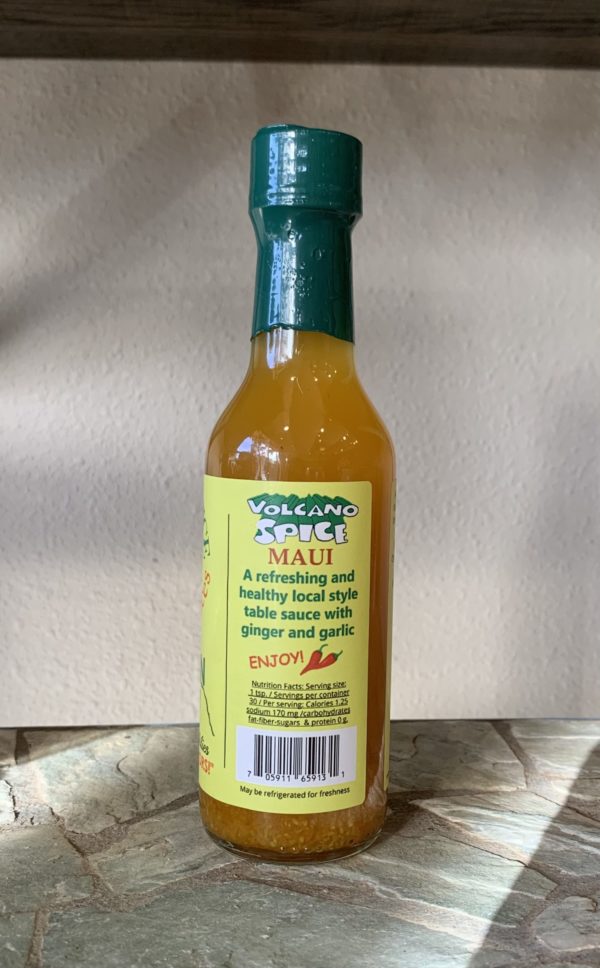 VOLCANO
SPICE
MAUI
A refreshing and
healthy local style
table sauce with
ginger and garlic
ENJOY!
Nutrition Facts: Serving size:
1 tsp. / Servings per container
30 / Per serving: Calories 1.25
sodium 170 mg /carbohydrates
fat-fiber-sugars & protein 0 g.
7 05911 65913 1
May be refrigerated for freshness